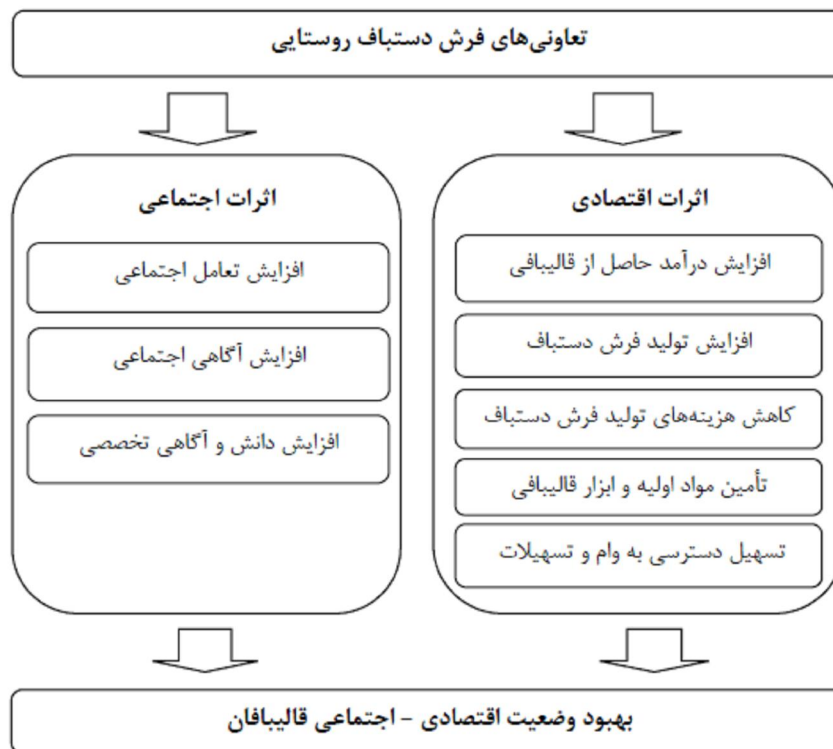 تعاونی‌های فرش دستباف روستایی
اثرات اقتصادی
افزایش درآمد حاصل از قالیبافی
افزایش تولید فرش دستباف
کاهش هزینه‌های تولید فرش دستباف
تأمین مواد اولیه و ابزار قالیبافی
تسهیل دسترسی به وام و تسهیلات
اثرات اجتماعی
افزایش تعامل اجتماعی
افزایش آگاهی اجتماعی
افزایش دانش و آگاهی تخصصی
بهبود وضعیت اقتصادی – اجتماعی قالیبافان